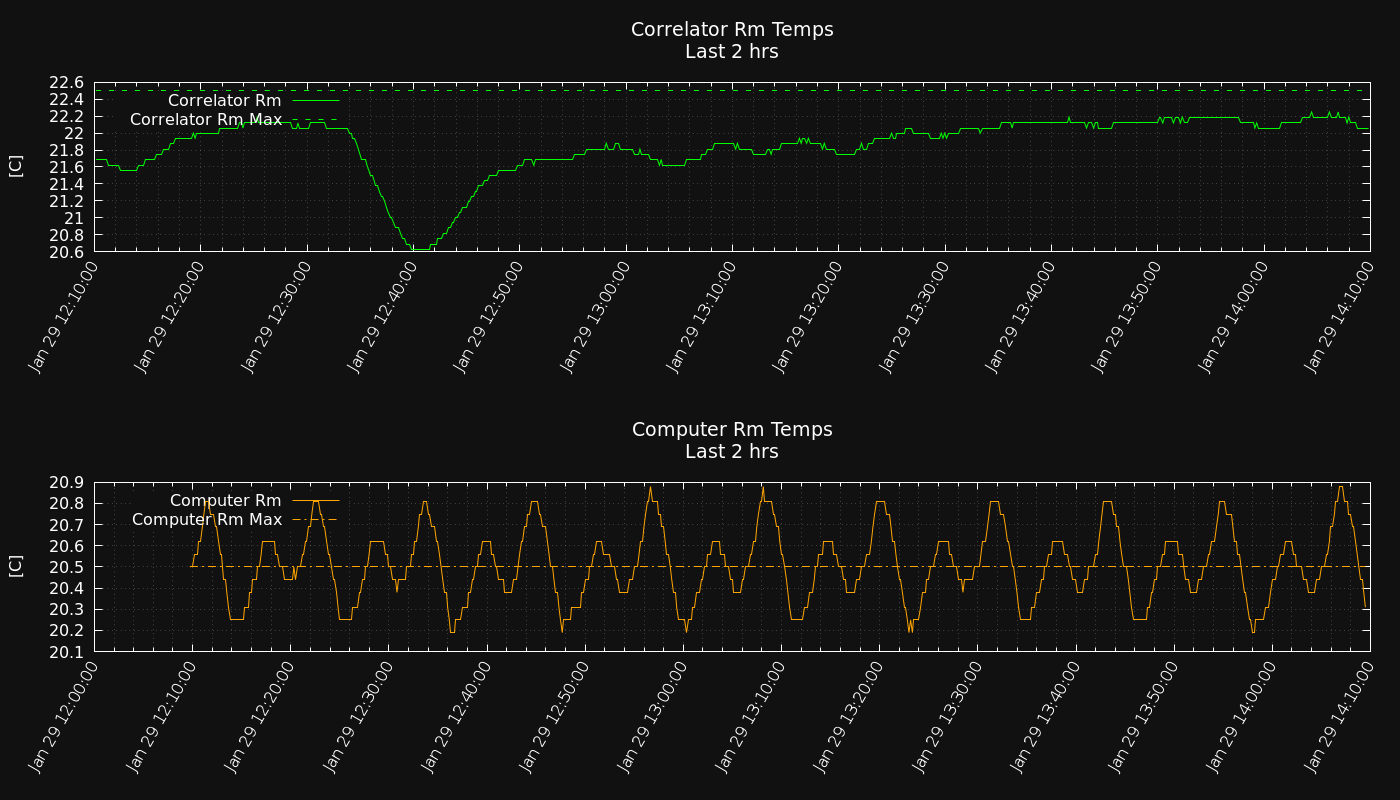 Correlator Rm Temps
Last 2 hrs
22.6
22.4
22.2
22
21.8
21.6
21.4
21.2
21
20.8
20.6
[C]
Correlator Rm
Correlator Rm Max
Jan 29 12:10:00
Jan 29 12:20:00
Jan 29 12:30:00
Jan 29 12:40:00
Jan 29 12:50:00
Jan 29 13:00:00
Jan 29 13:10:00
Jan 29 13:20:00
Jan 29 13:30:00
Jan 29 13:40:00
Jan 29 13:50:00
Jan 29 14:00:00
Jan 29 14:10:00
Computer Rm Temps
Last 2 hrs
20.9
20.8
20.7
20.6
20.5
20.4
20.3
20.2
20.1
[C]
Computer Rm
Computer Rm Max
Jan 29 12:00:00
Jan 29 12:10:00
Jan 29 12:20:00
Jan 29 12:30:00
Jan 29 12:40:00
Jan 29 12:50:00
Jan 29 13:00:00
Jan 29 13:10:00
Jan 29 13:20:00
Jan 29 13:30:00
Jan 29 13:40:00
Jan 29 13:50:00
Jan 29 14:00:00
Jan 29 14:10:00